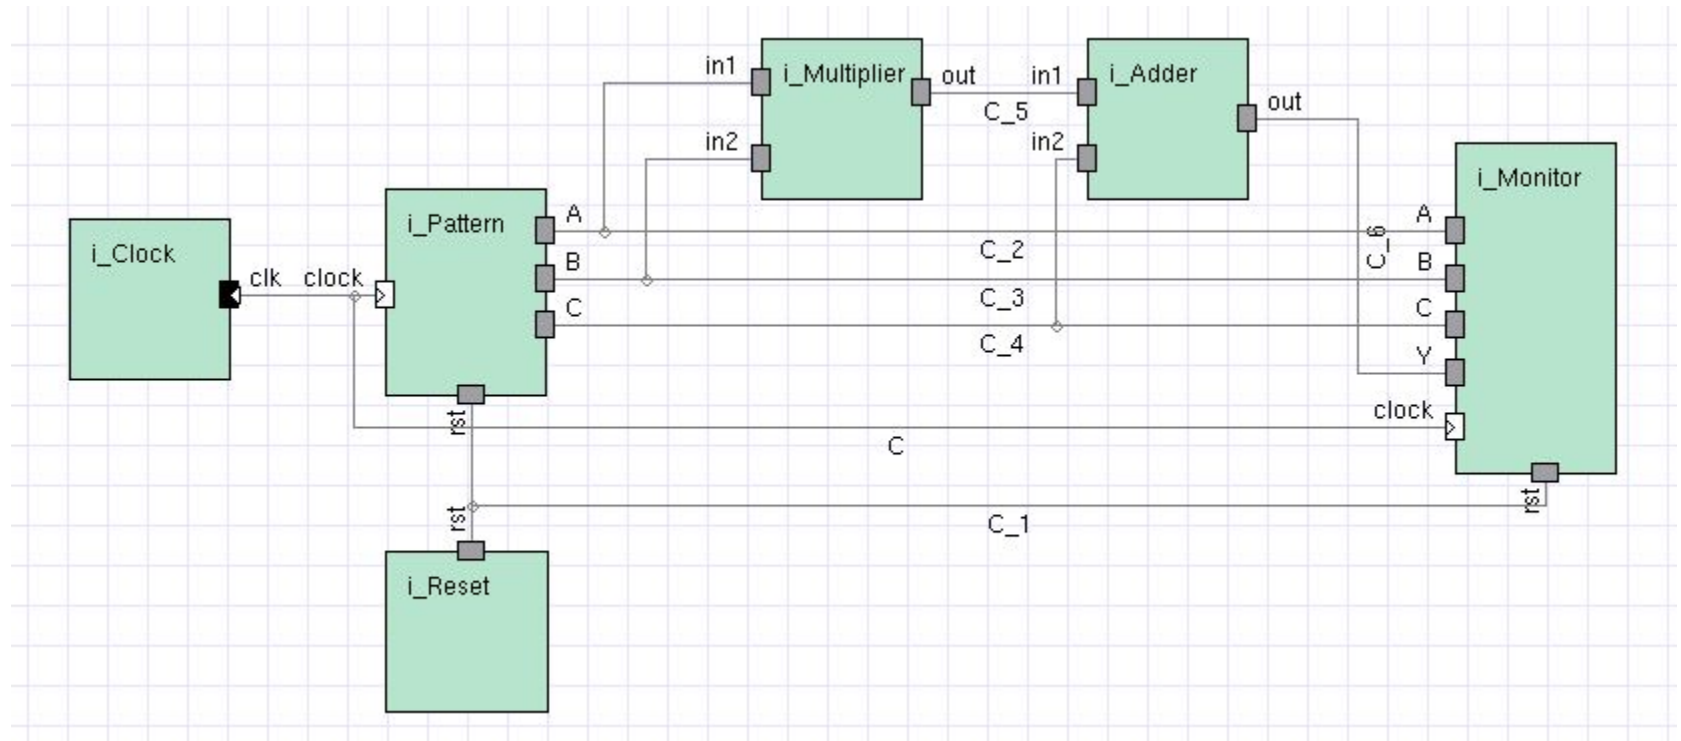 in1
i_Multiplier
out
in1
i_Adder
C_5
out
in2
in2
i_Monitor
i_Pattern
A
A
i_Clock
C_2
C_6
B
B
clk
clock
C_3
C
C
C_4
Y
clock
rst
C
rst
C_1
rst
i_Reset